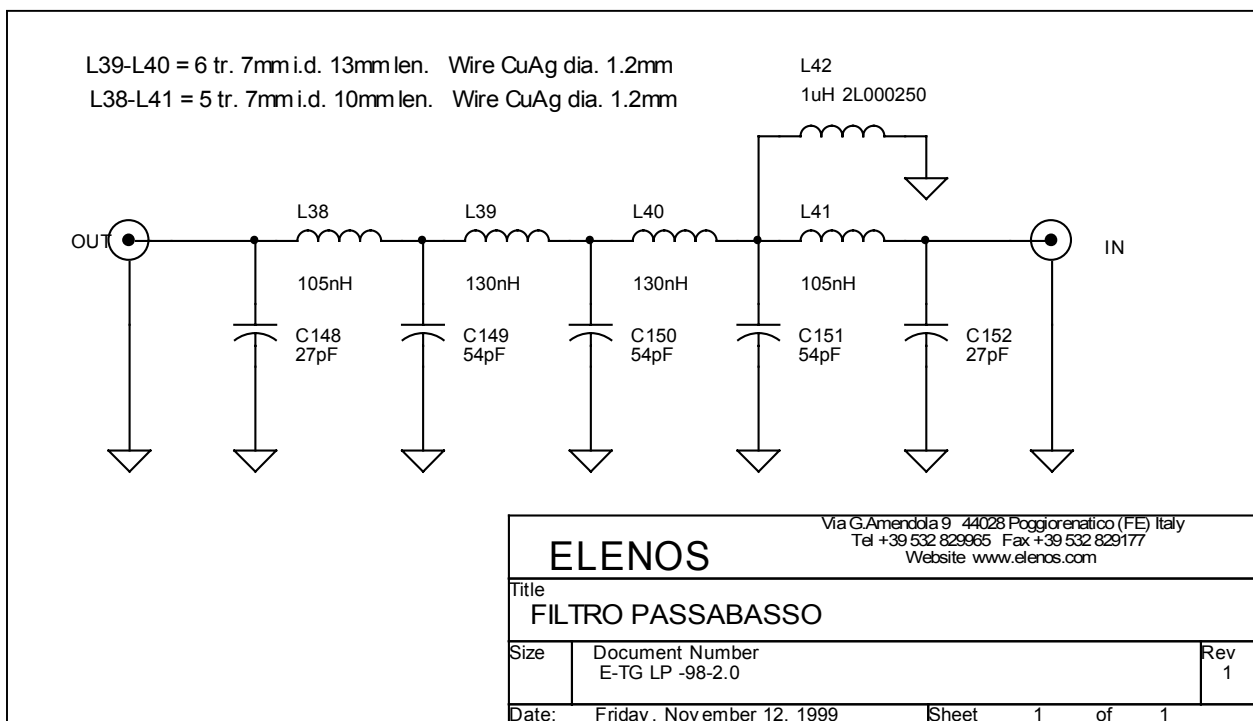 L39-L40 = 6 tr. 7mm i.d. 13mm len. Wire CuAg dia. 1.2mm
L38-L41 = 5 tr. 7mm i.d. 10mm len. Wire CuAg dia. 1.2mm
L42
1uH 2L000250
L38
L39
L40
L41
OUT
IN
105nH
130nH
130nH
105nH
C148
27pF
C149
54pF
C150
54pF
C151
54pF
C152
27pF
ELENOS
Via G.Amendola 9 44028 Poggiorenatico (FE) Italy
Tel +39 532 829965 Fax +39 532 829177
Website www.elenos.com
Title
FILTRO PASSABASSO
Size
Document Number
Rev
E-TG LP -98-2.0
1
Date: Friday, November 12, 1999 Sheet 1 of 1